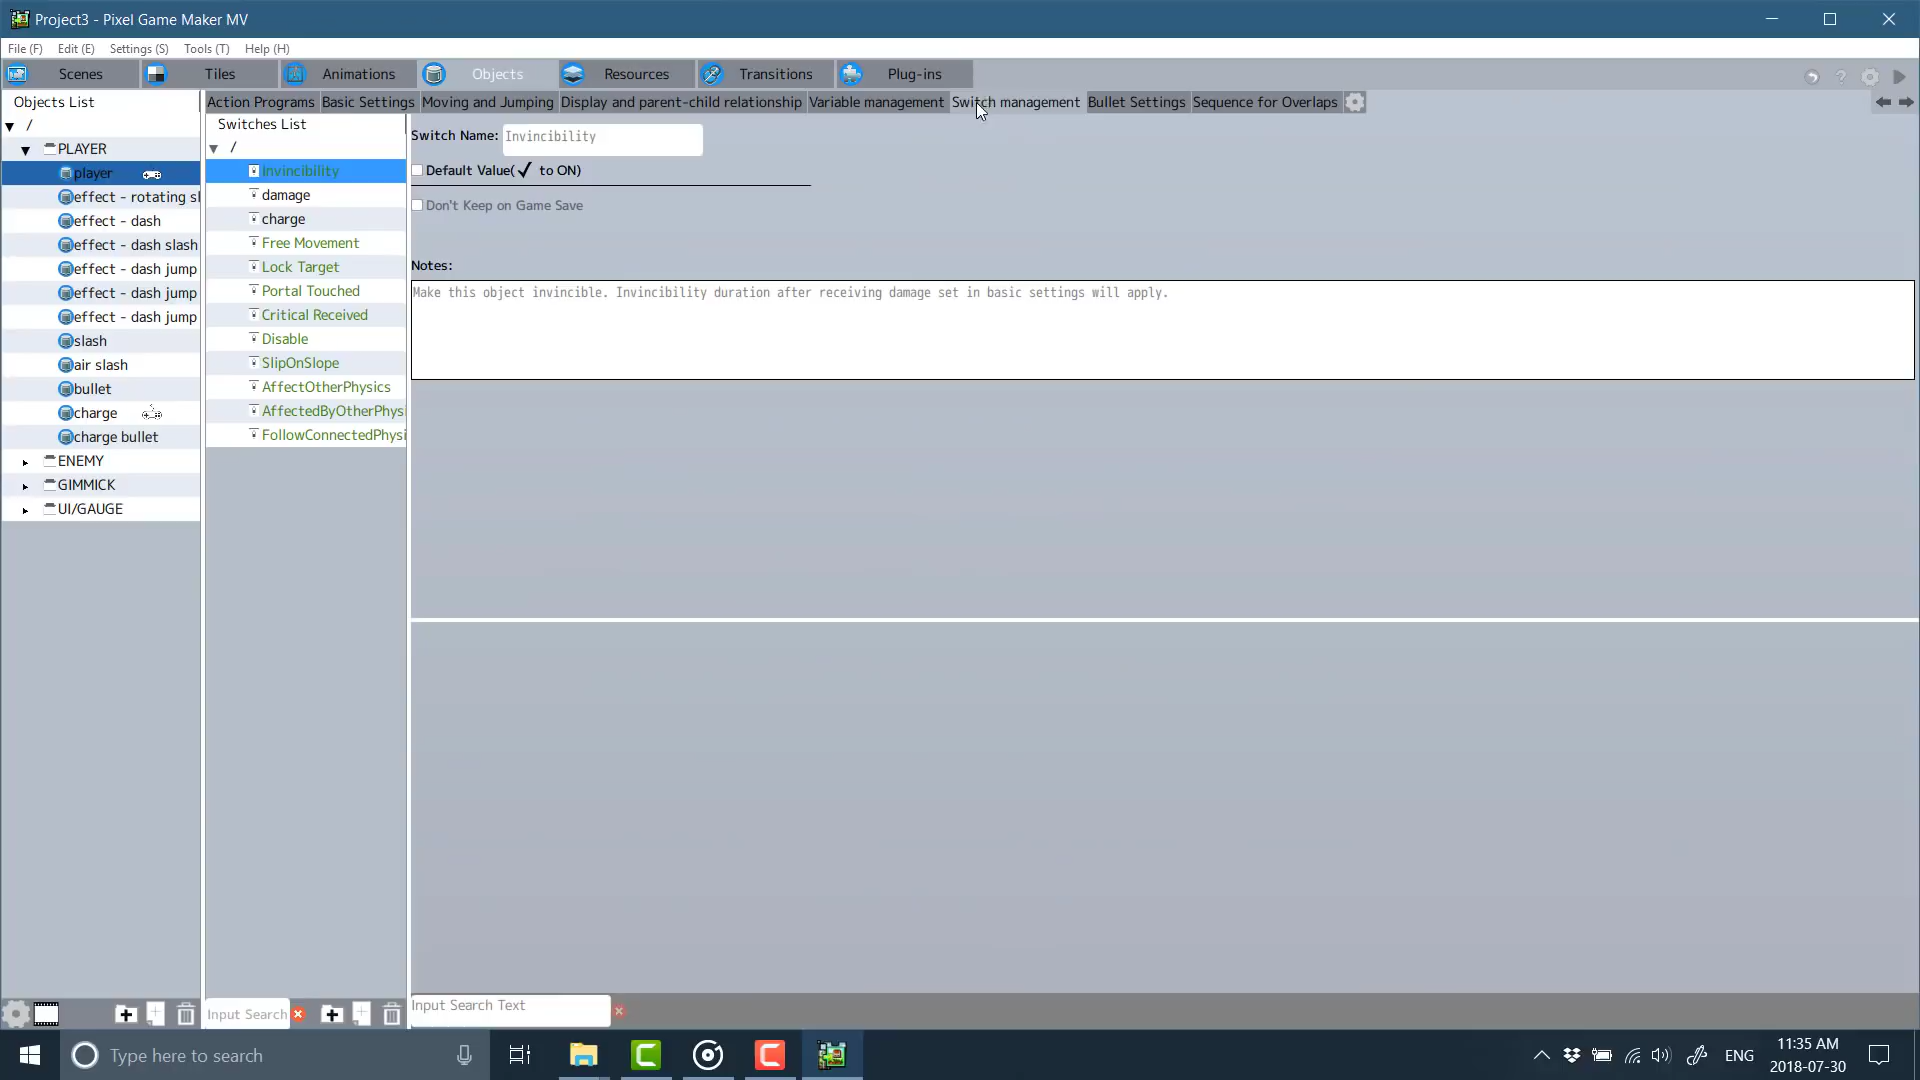 Project3 - Pixel Game Maker MV
File (F) Edit (E) Settings (S) Tools (T) Help (H)
Scenes Tiles Animations Objects Resources Transitions Plug-ins
Objects List
Action Programs Basic Settings Moving and Jumping Display and parent-child relationship Variable management Switch management Bullet Settings Sequence for Overlaps
/
PLAYER
player
effect - rotating sl
effect - dash
effect - dash slash
effect - dash jump
effect - dash jump
effect - dash jump
slash
air slash
bullet
charge
charge bullet
ENEMY
GIMMICK
UI/GAUGE
Switches List
/
Invincibility
damage
charge
Free Movement
Lock Target
Portal Touched
Critical Received
Disable
SlipOnSlope
AffectOtherPhysics
AffectedByOtherPhysi
FollowConnectedPhysi
Switch Name: Invincibility
Default Value(✓ to ON)
Don't Keep on Game Save
Notes:
Make this object invincible. Invincibility duration after receiving damage set in basic settings will apply.
Input Search
Input Search Text
Type here to search
ENG
11:35 AM
2018-07-30